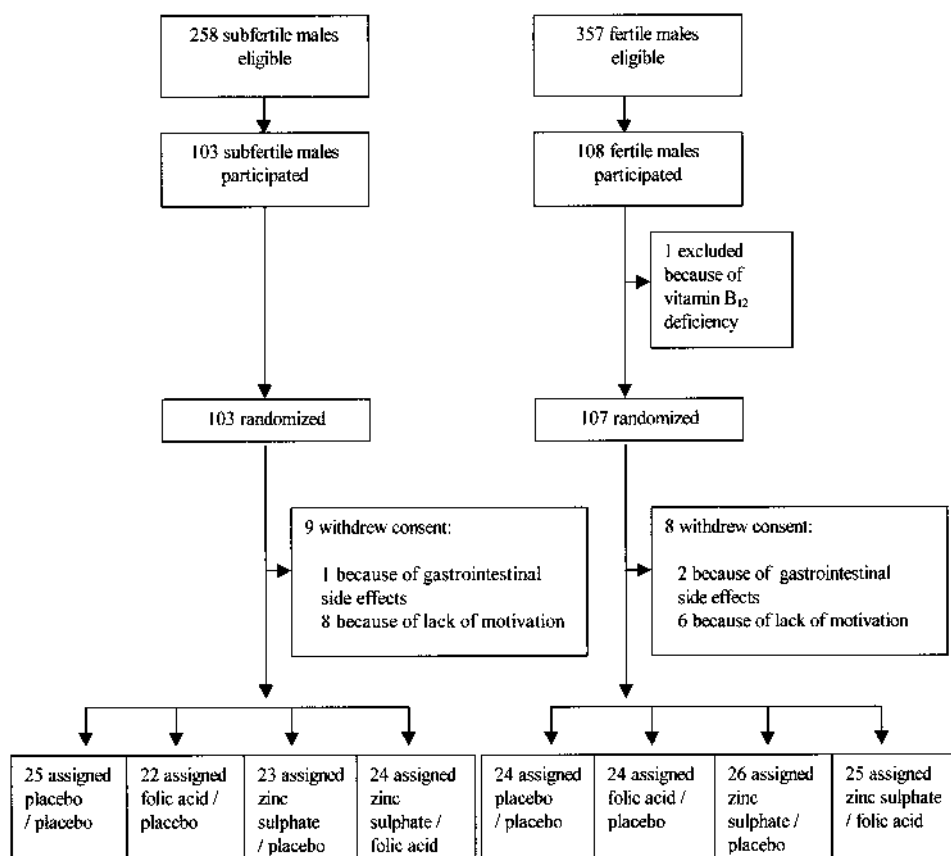 258 subfertile males
eligible
357 fertile males
eligible
103 subfertile males
participated
108 fertile males
participated
1 excluded
because of
vitamin B₁₂
deficiency
103 randomized
107 randomized
9 withdrew consent:
1 because of gastrointestinal
side effects
8 because of lack of motivation
8 withdrew consent:
2 because of gastrointestinal
side effects
6 because of lack of motivation
25 assigned
placebo
/ placebo
22 assigned
folic acid /
placebo
23 assigned
zinc
sulphate
/ placebo
24 assigned
zinc
sulphate /
folic acid
24 assigned
placebo /
/ placebo
24 assigned
folic acid /
placebo
26 assigned
zinc
sulphate /
placebo
25 assigned
zinc sulphate
/ folic acid